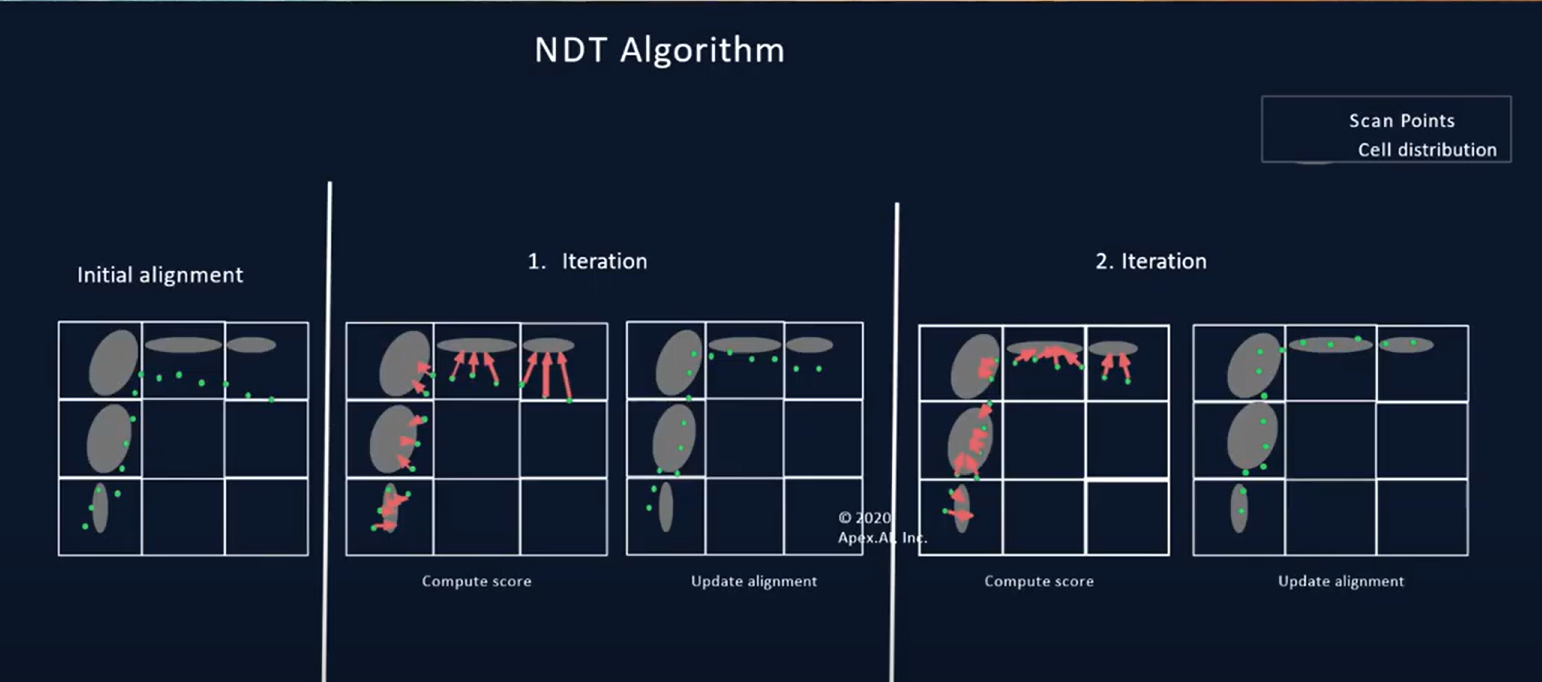 NDT Algorithm
Scan Points
Cell distribution
Initial alignment
1. Iteration
2. Iteration
© 2020
Apex.AI, Inc.
Compute score
Update alignment
Compute score
Update alignment